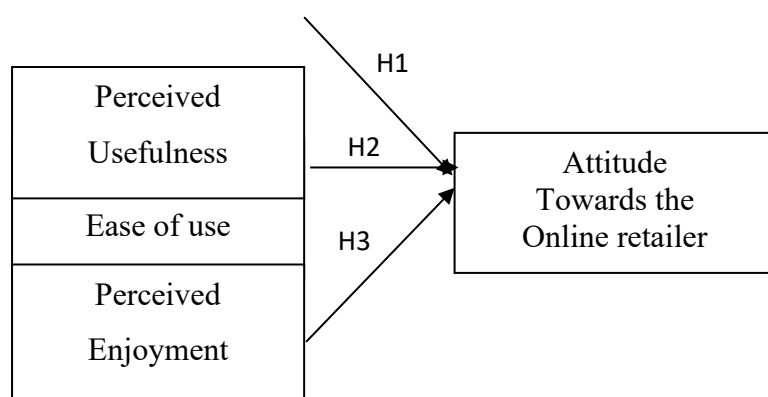 Perceived
Usefulness
Ease of use
Perceived
Enjoyment
H1
H2
H3
Attitude
Towards the
Online retailer